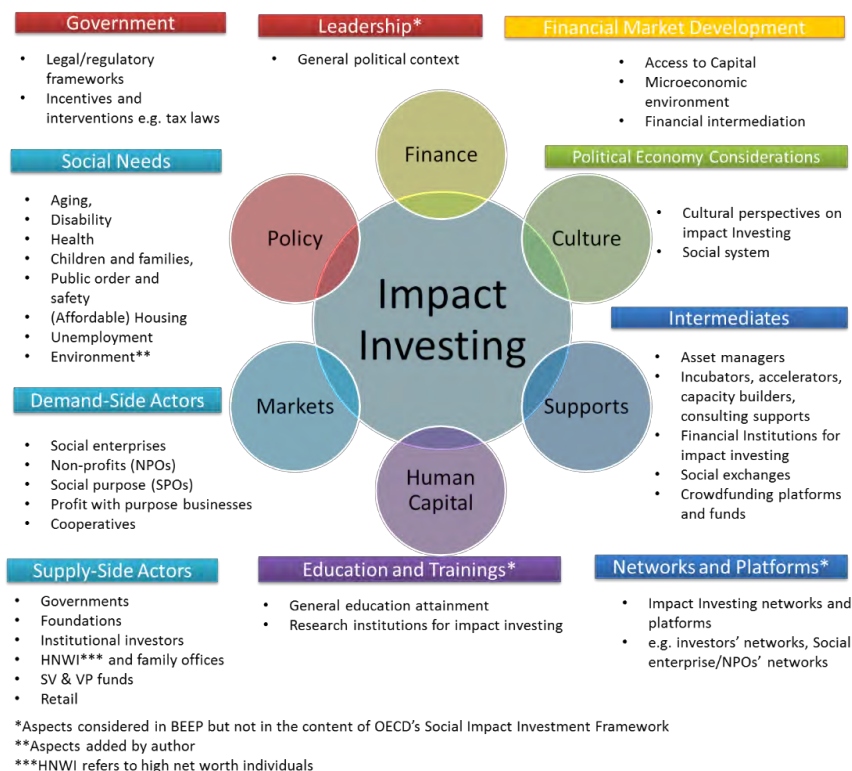 Government
• Legal/regulatory
frameworks
• Incentives and
interventions e.g. tax laws
Leadership*
• General political context
Financial Market Development
• Access to Capital
• Microeconomic
environment
• Financial intermediation
Social Needs
• Aging,
• Disability
• Health
• Children and families,
• Public order and
safety
• (Affordable) Housing
• Unemployment
• Environment**
Finance
Policy
Culture
Impact
Investing
Markets
Supports
Human
Capital
Political Economy Considerations
• Cultural perspectives on
impact Investing
• Social system
Intermediates
• Asset managers
• Incubators, accelerators,
capacity builders,
consulting supports
• Financial Institutions for
impact investing
• Social exchanges
• Crowdfunding platforms
and funds
Demand-Side Actors
• Social enterprises
• Non-profits (NPOs)
• Social purpose (SPOs)
• Profit with purpose businesses
• Cooperatives
Supply-Side Actors
• Governments
• Foundations
• Institutional investors
• HNWI*** and family offices
• SV & VP funds
• Retail
Education and Trainings*
• General education attainment
• Research institutions for impact investing
Networks and Platforms*
• Impact Investing networks and
platforms
• e.g. investors’ networks, Social
enterprise/NPOs’ networks
*Aspects considered in BEEP but not in the content of OECD’s Social Impact Investment Framework
**Aspects added by author
***HNWI refers to high net worth individuals